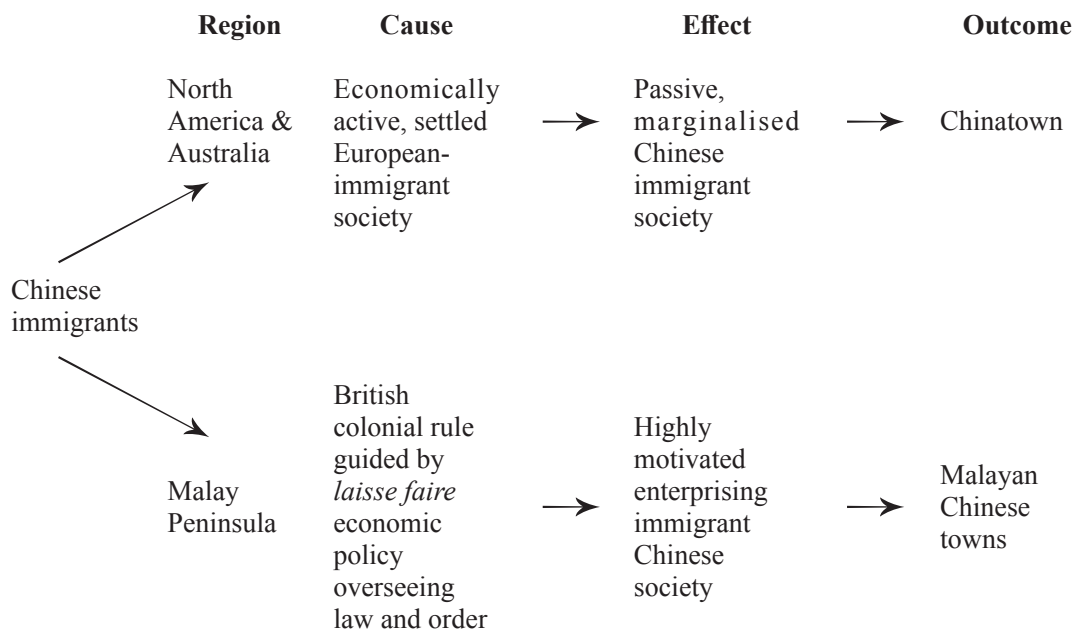 Region Cause Effect Outcome
North
America &
Australia
Economically
active, settled
European-
immigrant
society
Passive,
marginalised
Chinese
immigrant
society
Chinatown
Chinese
immigrants
Malay
Peninsula
British
colonial rule
guided by
laisse faire
economic
policy
overseeing
law and order
Highly
motivated
enterprising
immigrant
Chinese
society
Malayan
Chinese
towns